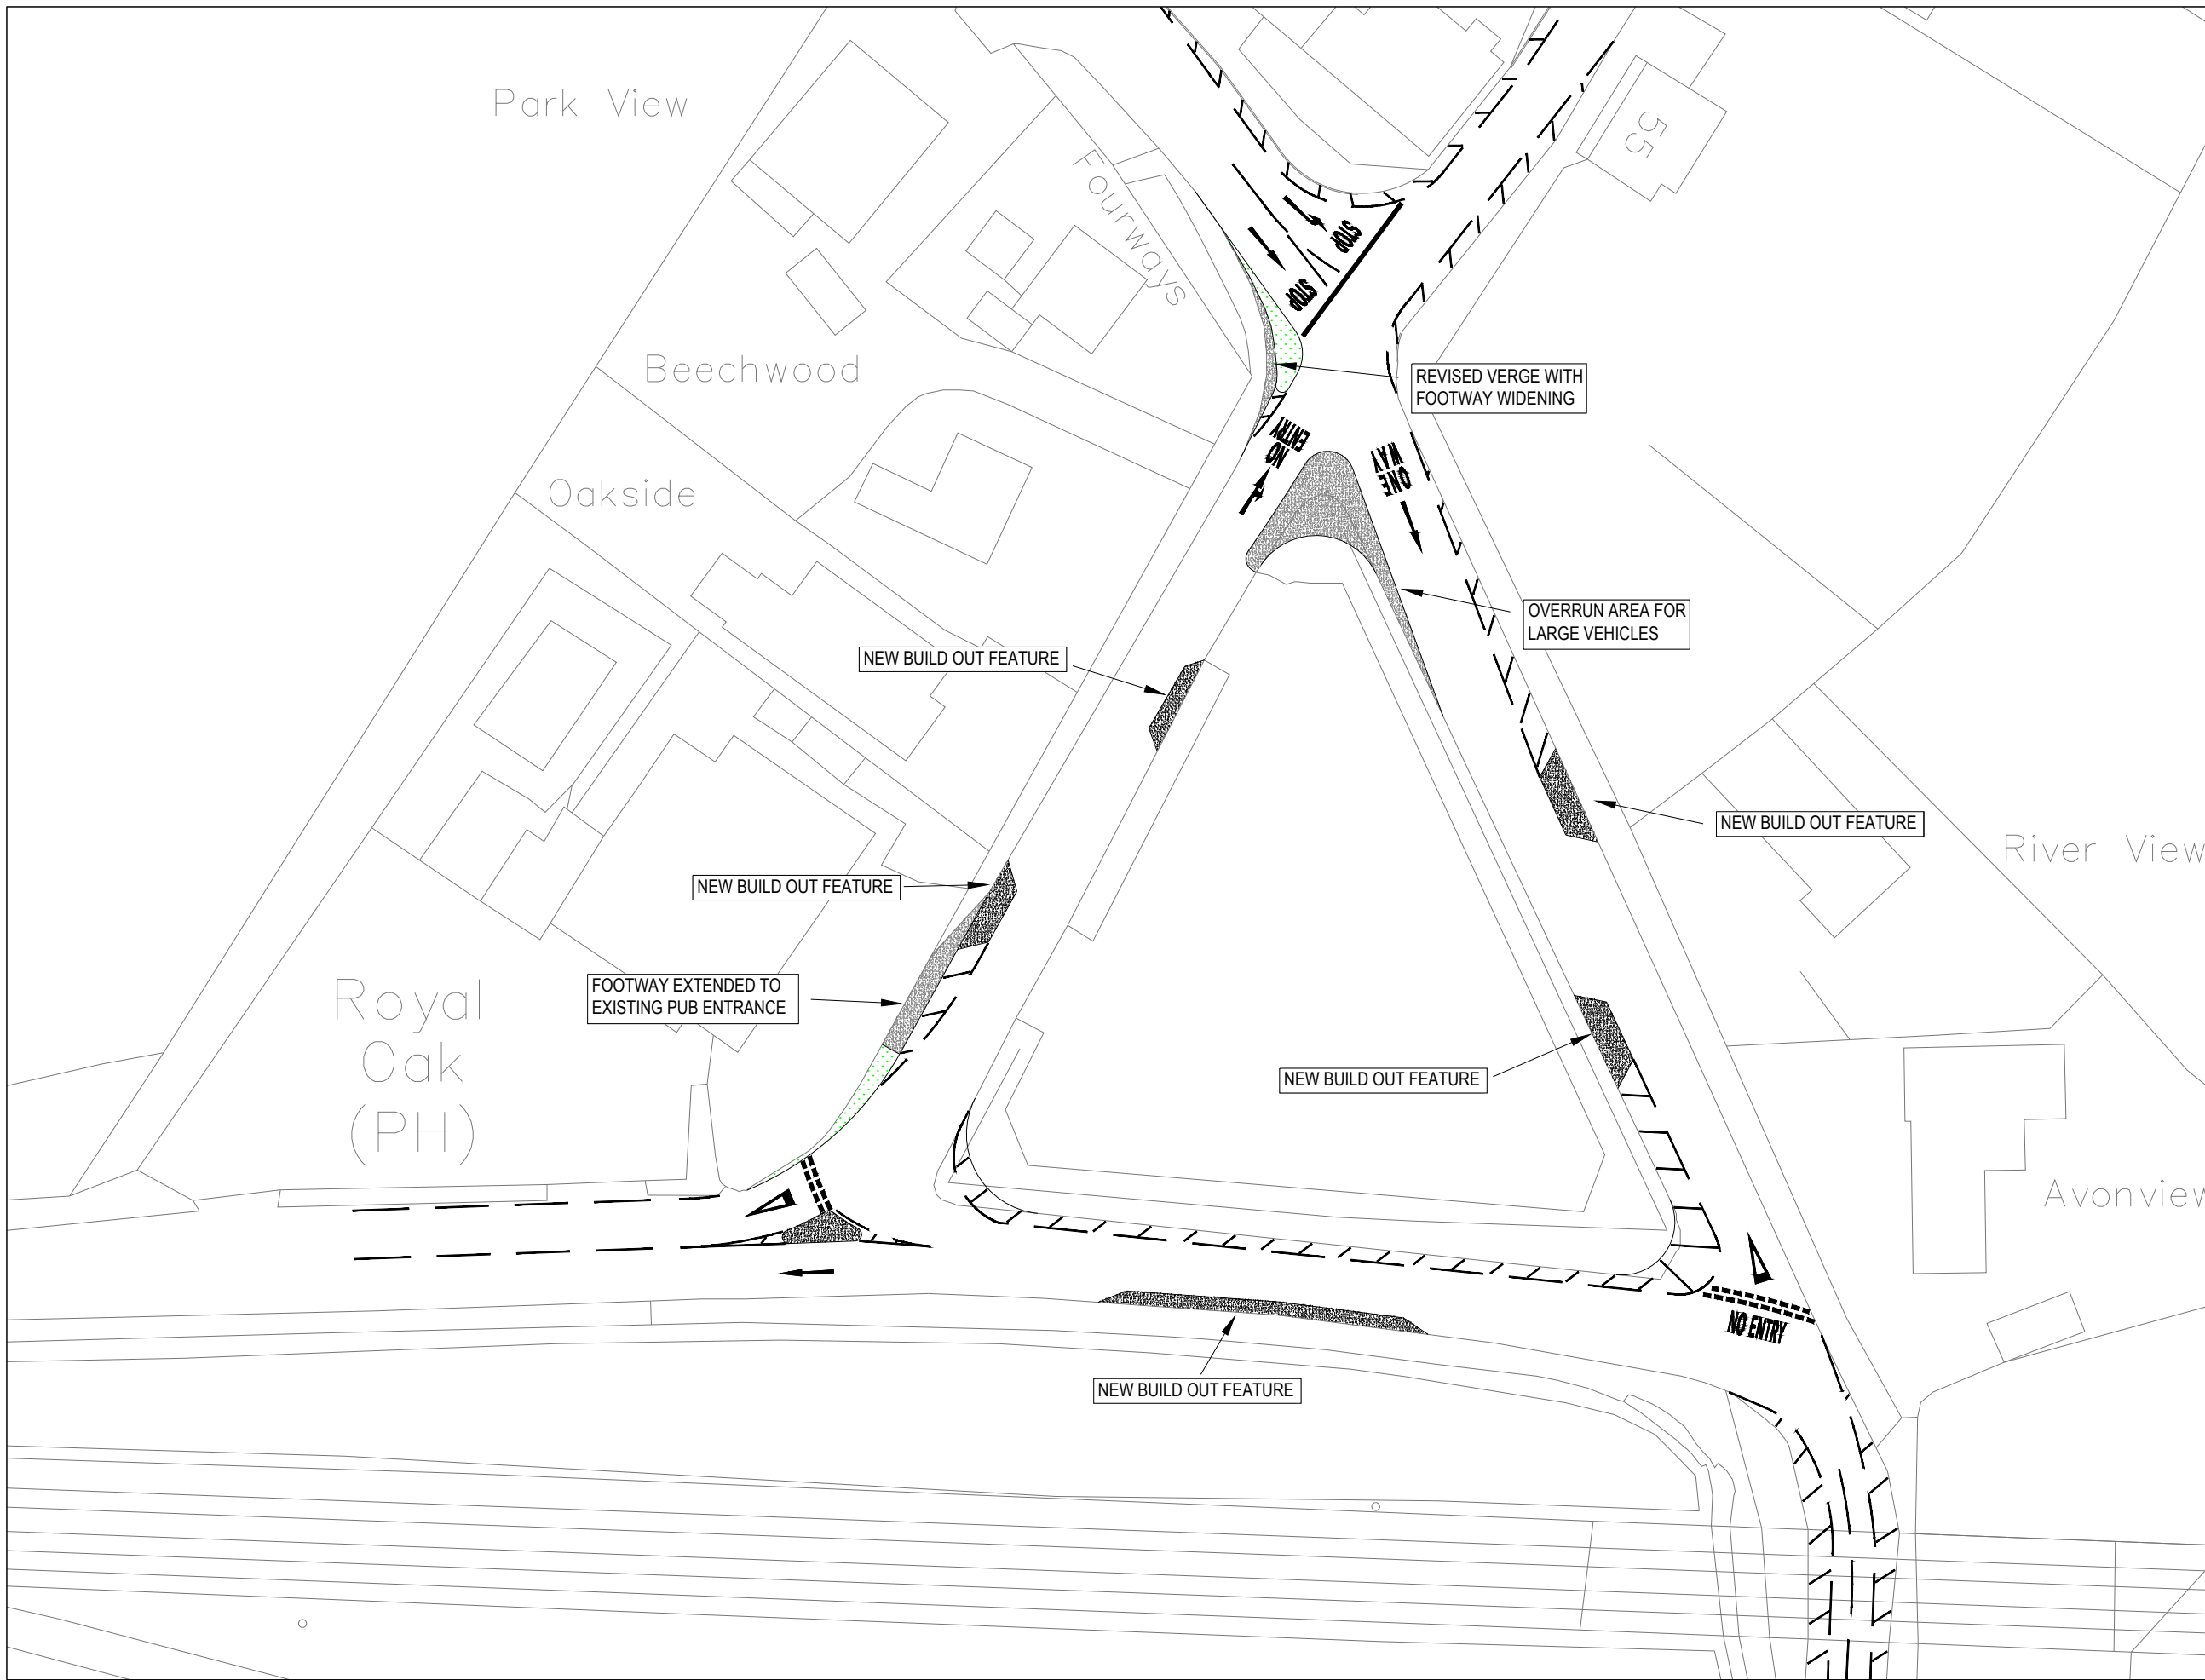 Park View
55
Fourways
STOP
STOP
Beechwood
REVISED VERGE WITH
FOOTWAY WIDENING
NO
ENTRY
ONE
WAY
Oakside
OVERRUN AREA FOR
LARGE VEHICLES
NEW BUILD OUT FEATURE
NEW BUILD OUT FEATURE
River View
NEW BUILD OUT FEATURE
Royal
Oak
(PH)
FOOTWAY EXTENDED TO
EXISTING PUB ENTRANCE
NEW BUILD OUT FEATURE
Avonview
NO ENTRY
NEW BUILD OUT FEATURE